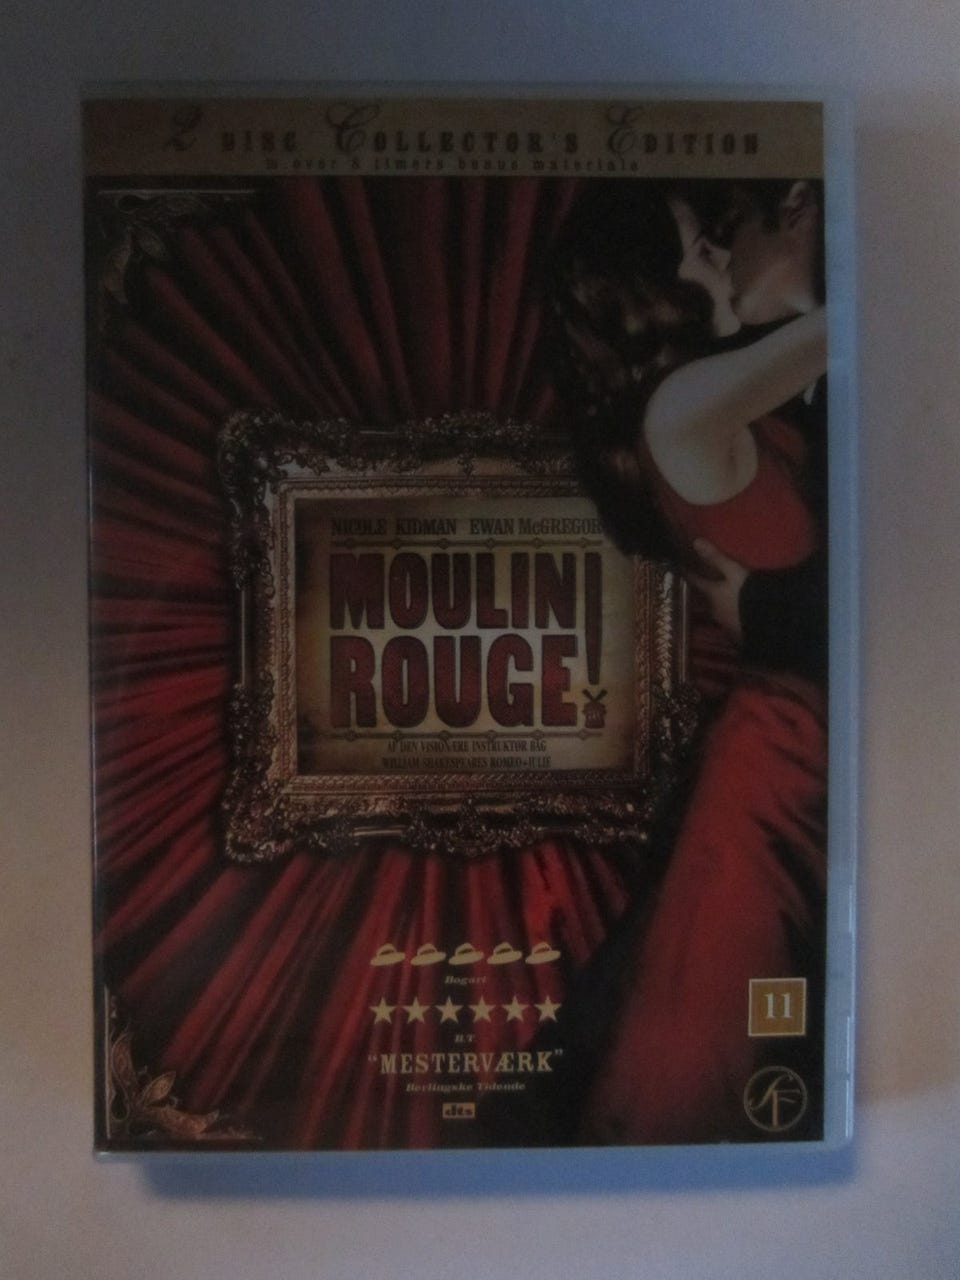 2 Disc Collector's Edition
m. over 8 timers bonus materiale
NICOLE KIDMAN EWAN McGREGOR
MOULIN
ROUGE!
AF DEN VISIONÆRE INSTRUKTØR BAG
WILLIAM SHAKESPEARES ROMEO+JULIE
Bogart
B.T
"MESTERVÆRK"
Berlingske Tidende
dts
11
SF